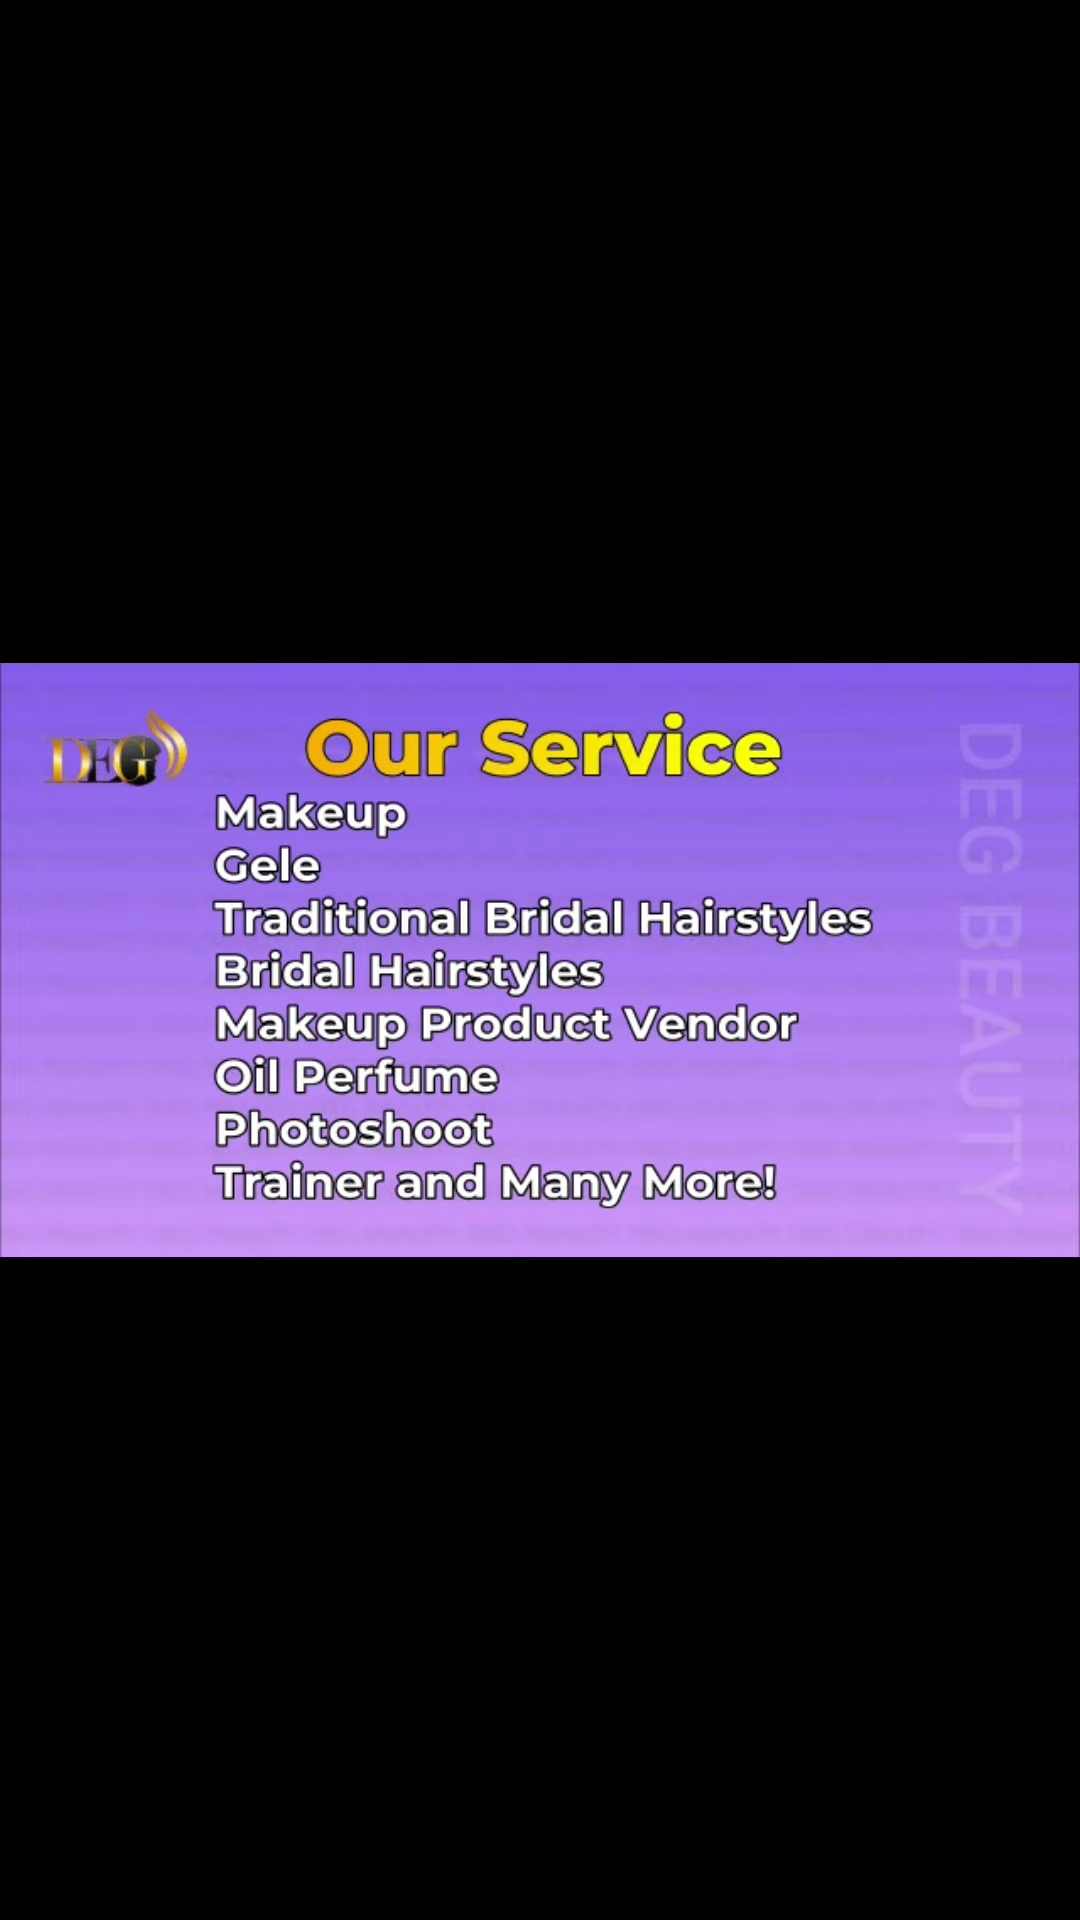 DEG
Our Service
Makeup
Gele
Traditional Bridal Hairstyles
Bridal Hairstyles
Makeup Product Vendor
Oil Perfume
Photoshoot
Trainer and Many More!
DEG BEAUTY